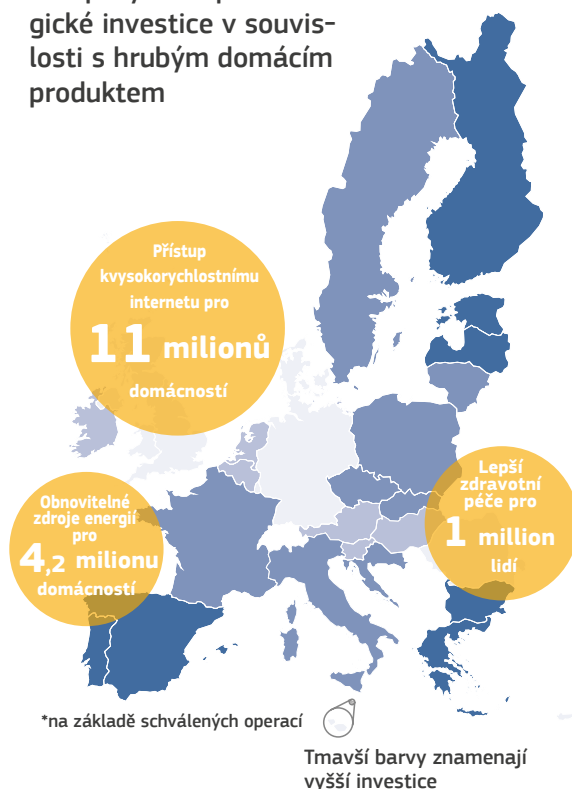 gické investice v souvis-
losti s hrubým domácím
produktem
Přístup
kvysokorychlostnímu
internetu pro
11 milionů
domácností
Obnovitelné
zdroje energií
pro
4,2 milionu
domácností
Lepší
zdravotní
péče pro
1 million
lidí
*na základě schválených operací
Tmavší barvy znamenají
vyšší investice